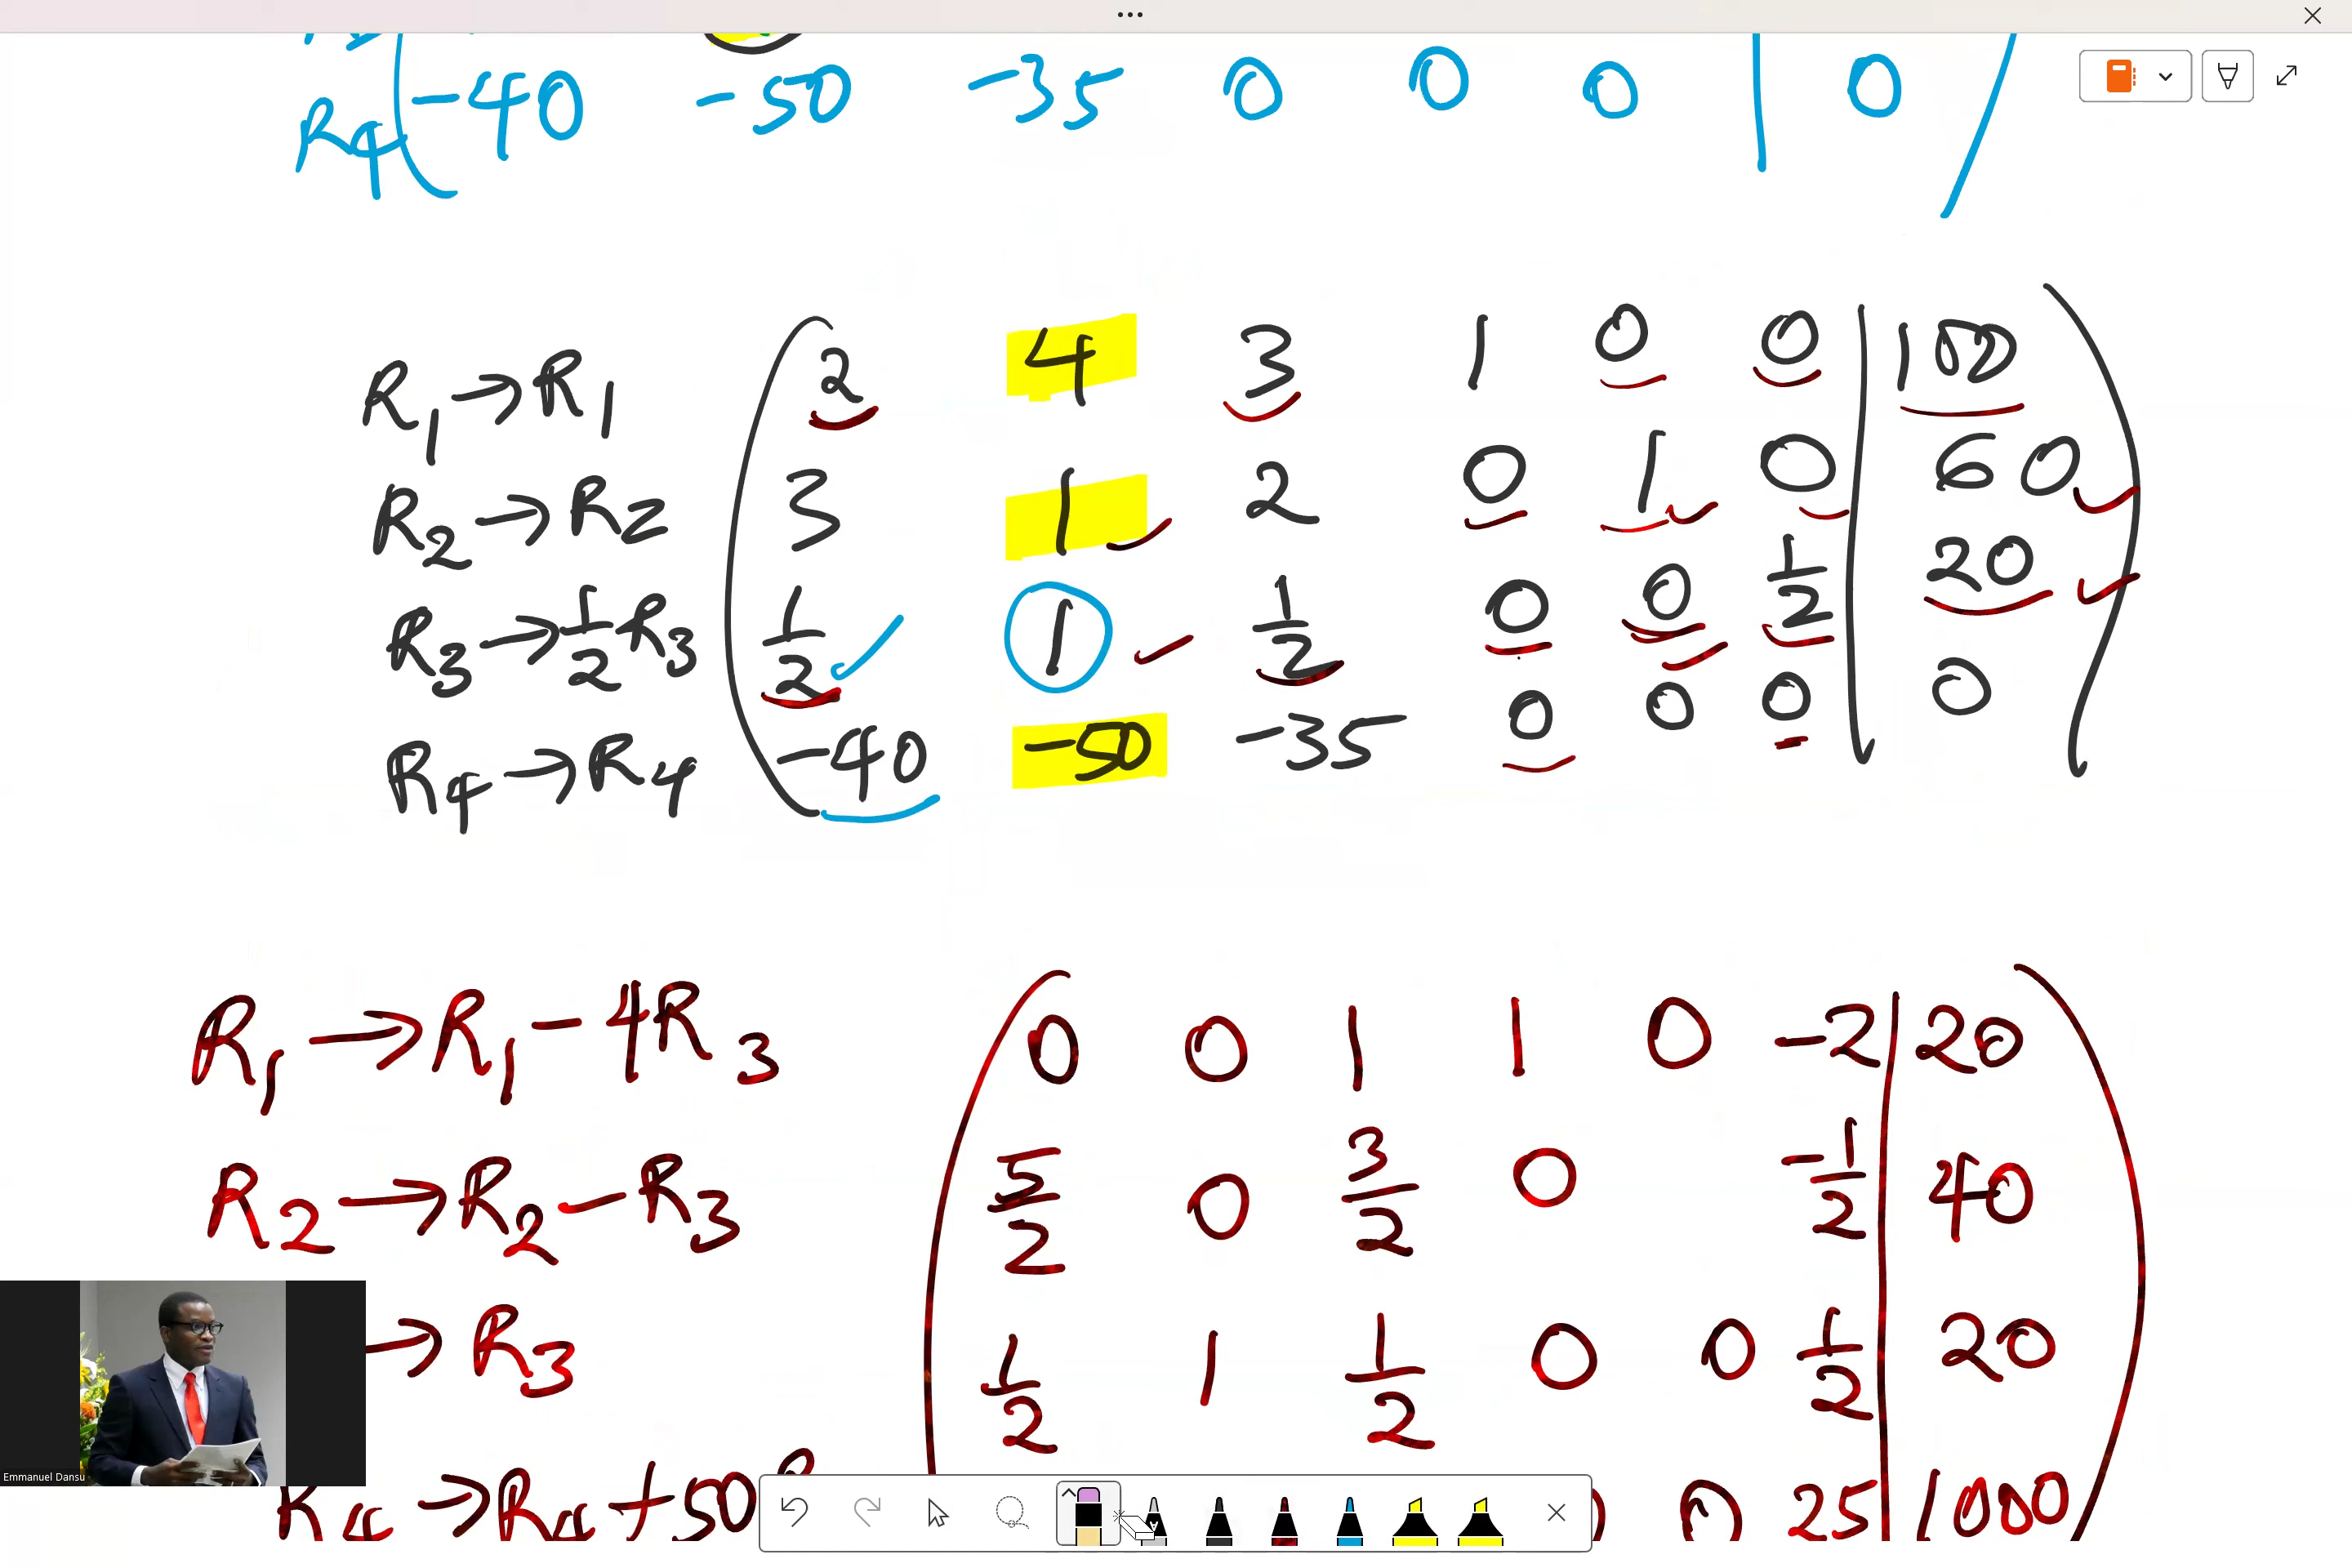 R4 -40 -50 -35 0 0 0 | 0
R1 → R1 2 4 3 1 0 0 | 100
R2 → R2 3 1 2 0 1 0 | 60
R3 → 1/2 R3 1/2 1 1/2 0 0 1/2 | 20
R4 → R4 -40 -50 -35 0 0 0 | 0
R1 → R1 - 4R3 0 0 1 1 0 -2 | 20
R2 → R2 - R3 5/2 0 3/2 0 -1/2 | 40
→ R3 1/2 1 1/2 0 0 1/2 | 20
R4 → R4 + 50 0 25 | 1000
Emmanuel Dansu